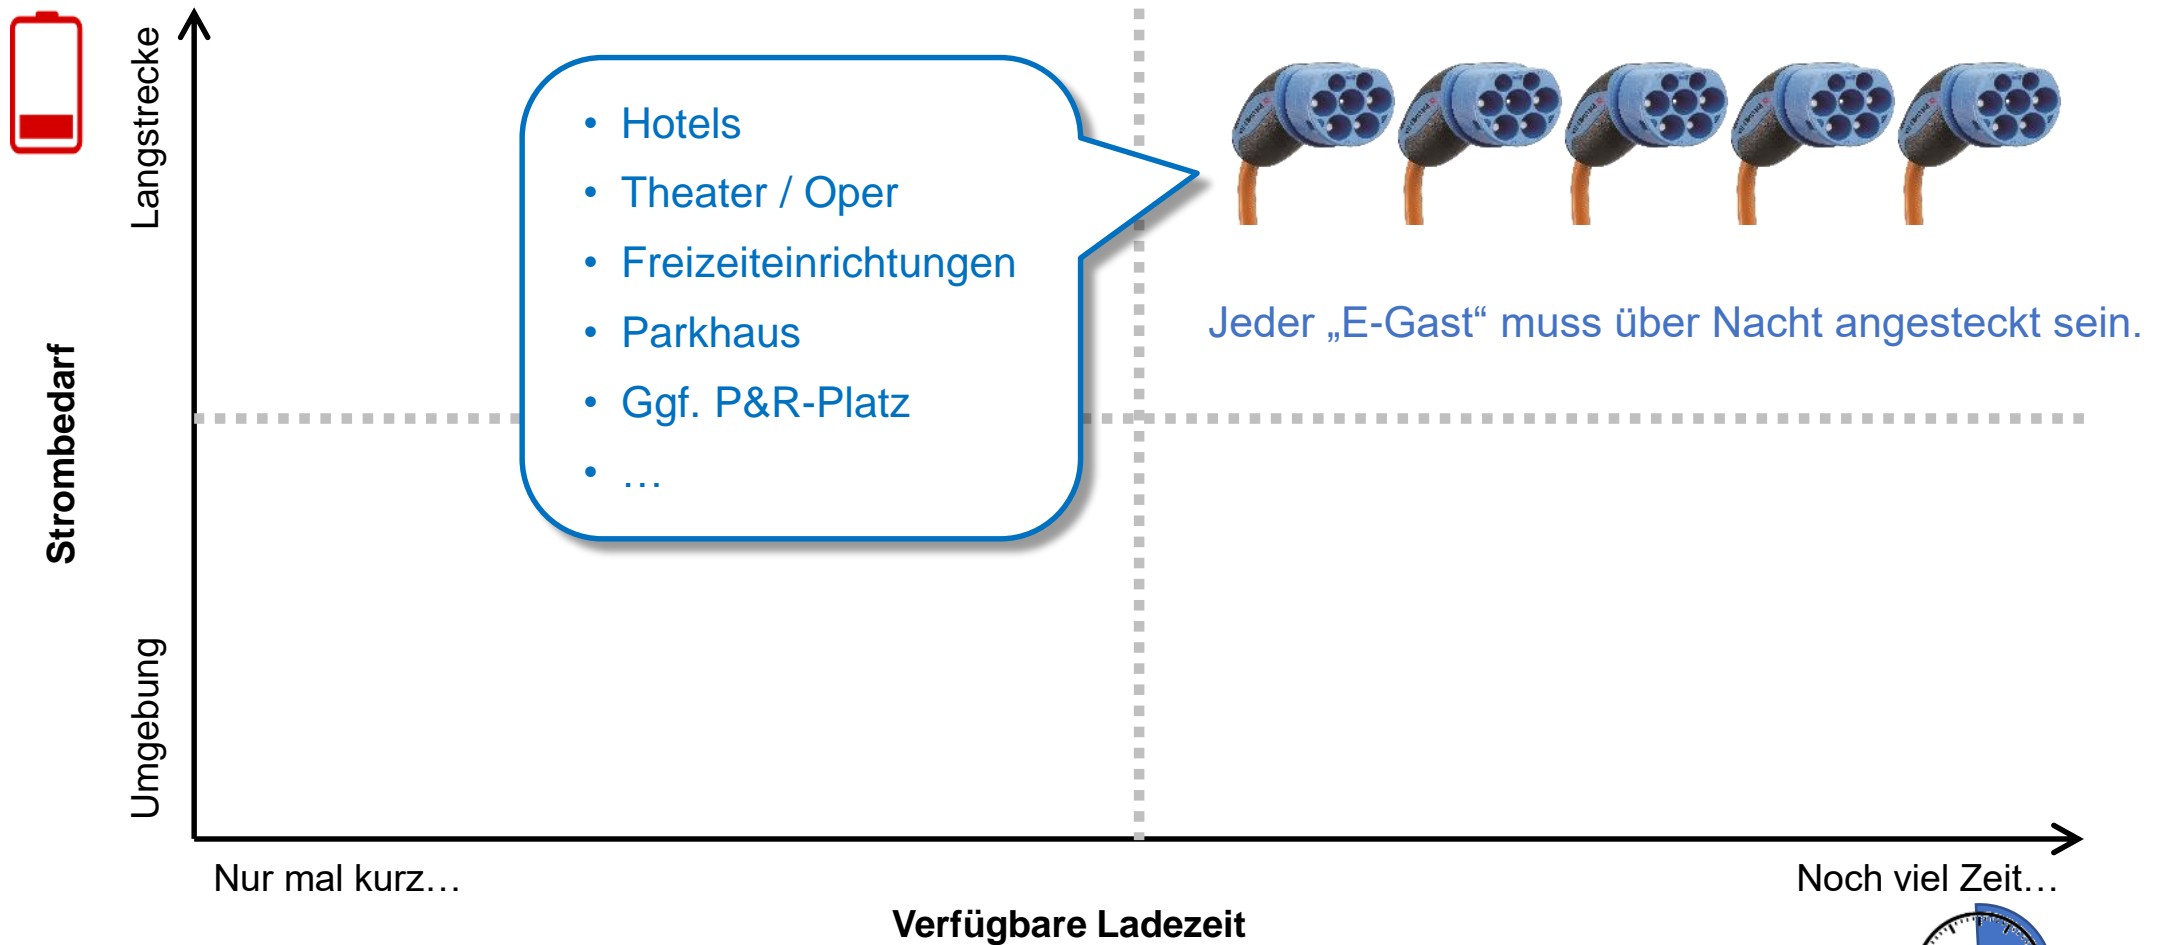 Langstrecke
• Hotels
• Theater / Oper
• Freizeiteinrichtungen
• Parkhaus
• Ggf. P&R-Platz
• …
Jeder „E-Gast“ muss über Nacht angesteckt sein.
Strombedarf
Umgebung
Nur mal kurz…
Noch viel Zeit…
Verfügbare Ladezeit